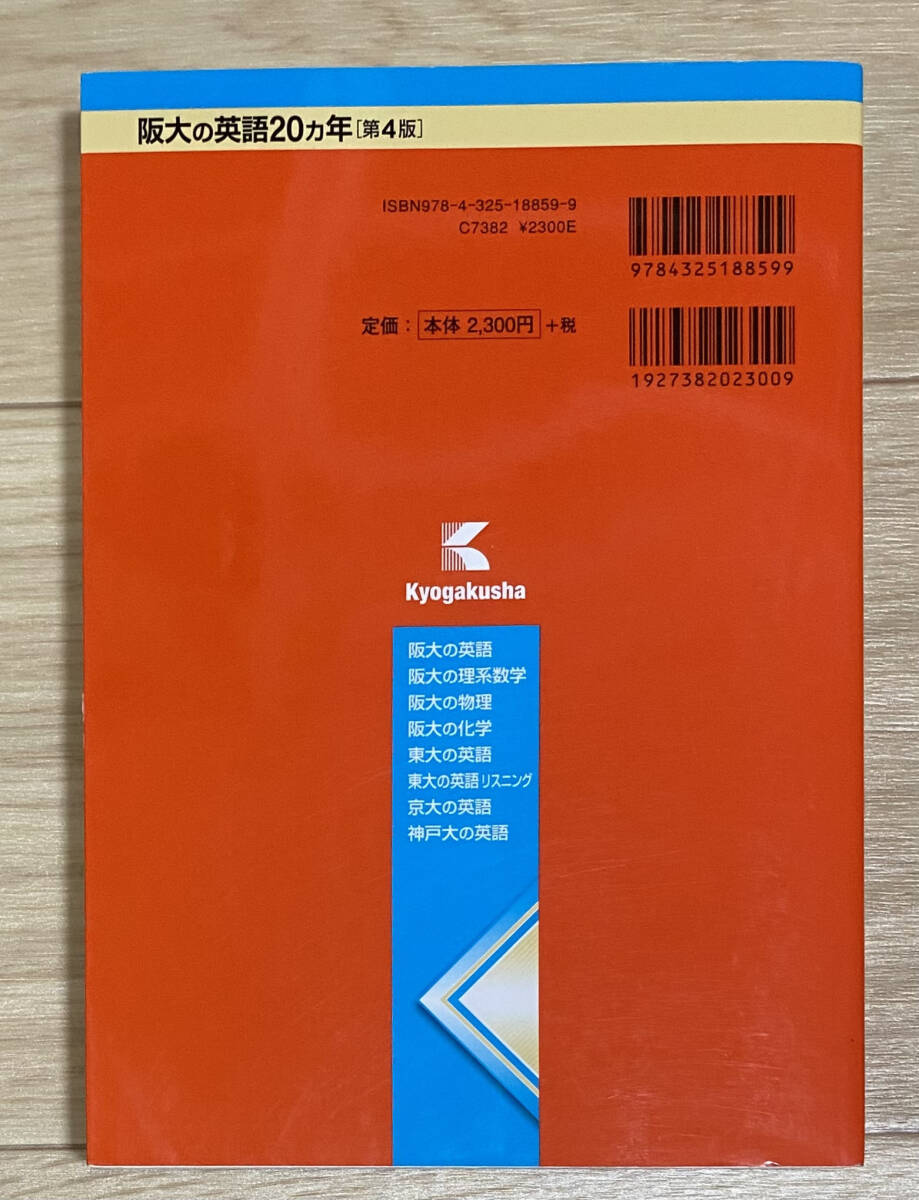 阪大の英語20カ年[第4版]
ISBN978-4-325-18859-9
C7382 ¥2300E
9784325188599
定価：本体 2,300円+税
1927382023009
Kyogakusha
阪大の英語
阪大の理系数学
阪大の物理
阪大の化学
東大の英語
東大の英語リスニング
京大の英語
神戸大の英語